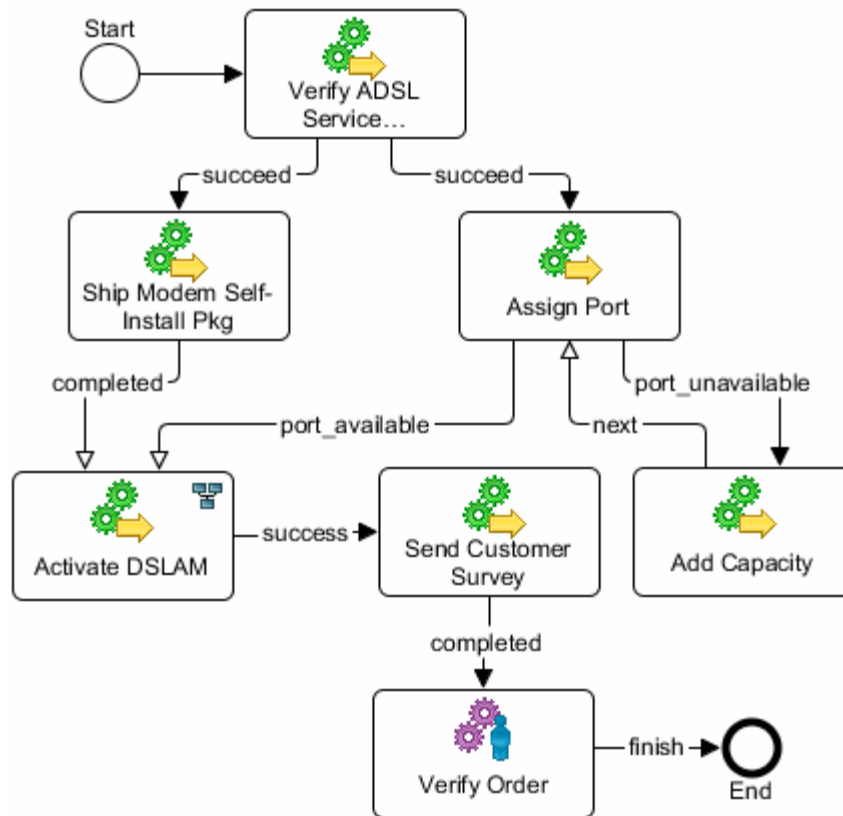 Start
Verify ADSL
Service...
succeed
succeed
Ship Modem Self-
Install Pkg
Assign Port
completed
port_unavailable
port_available
next
Activate DSLAM
success
Send Customer
Survey
Add Capacity
completed
Verify Order
finish
End